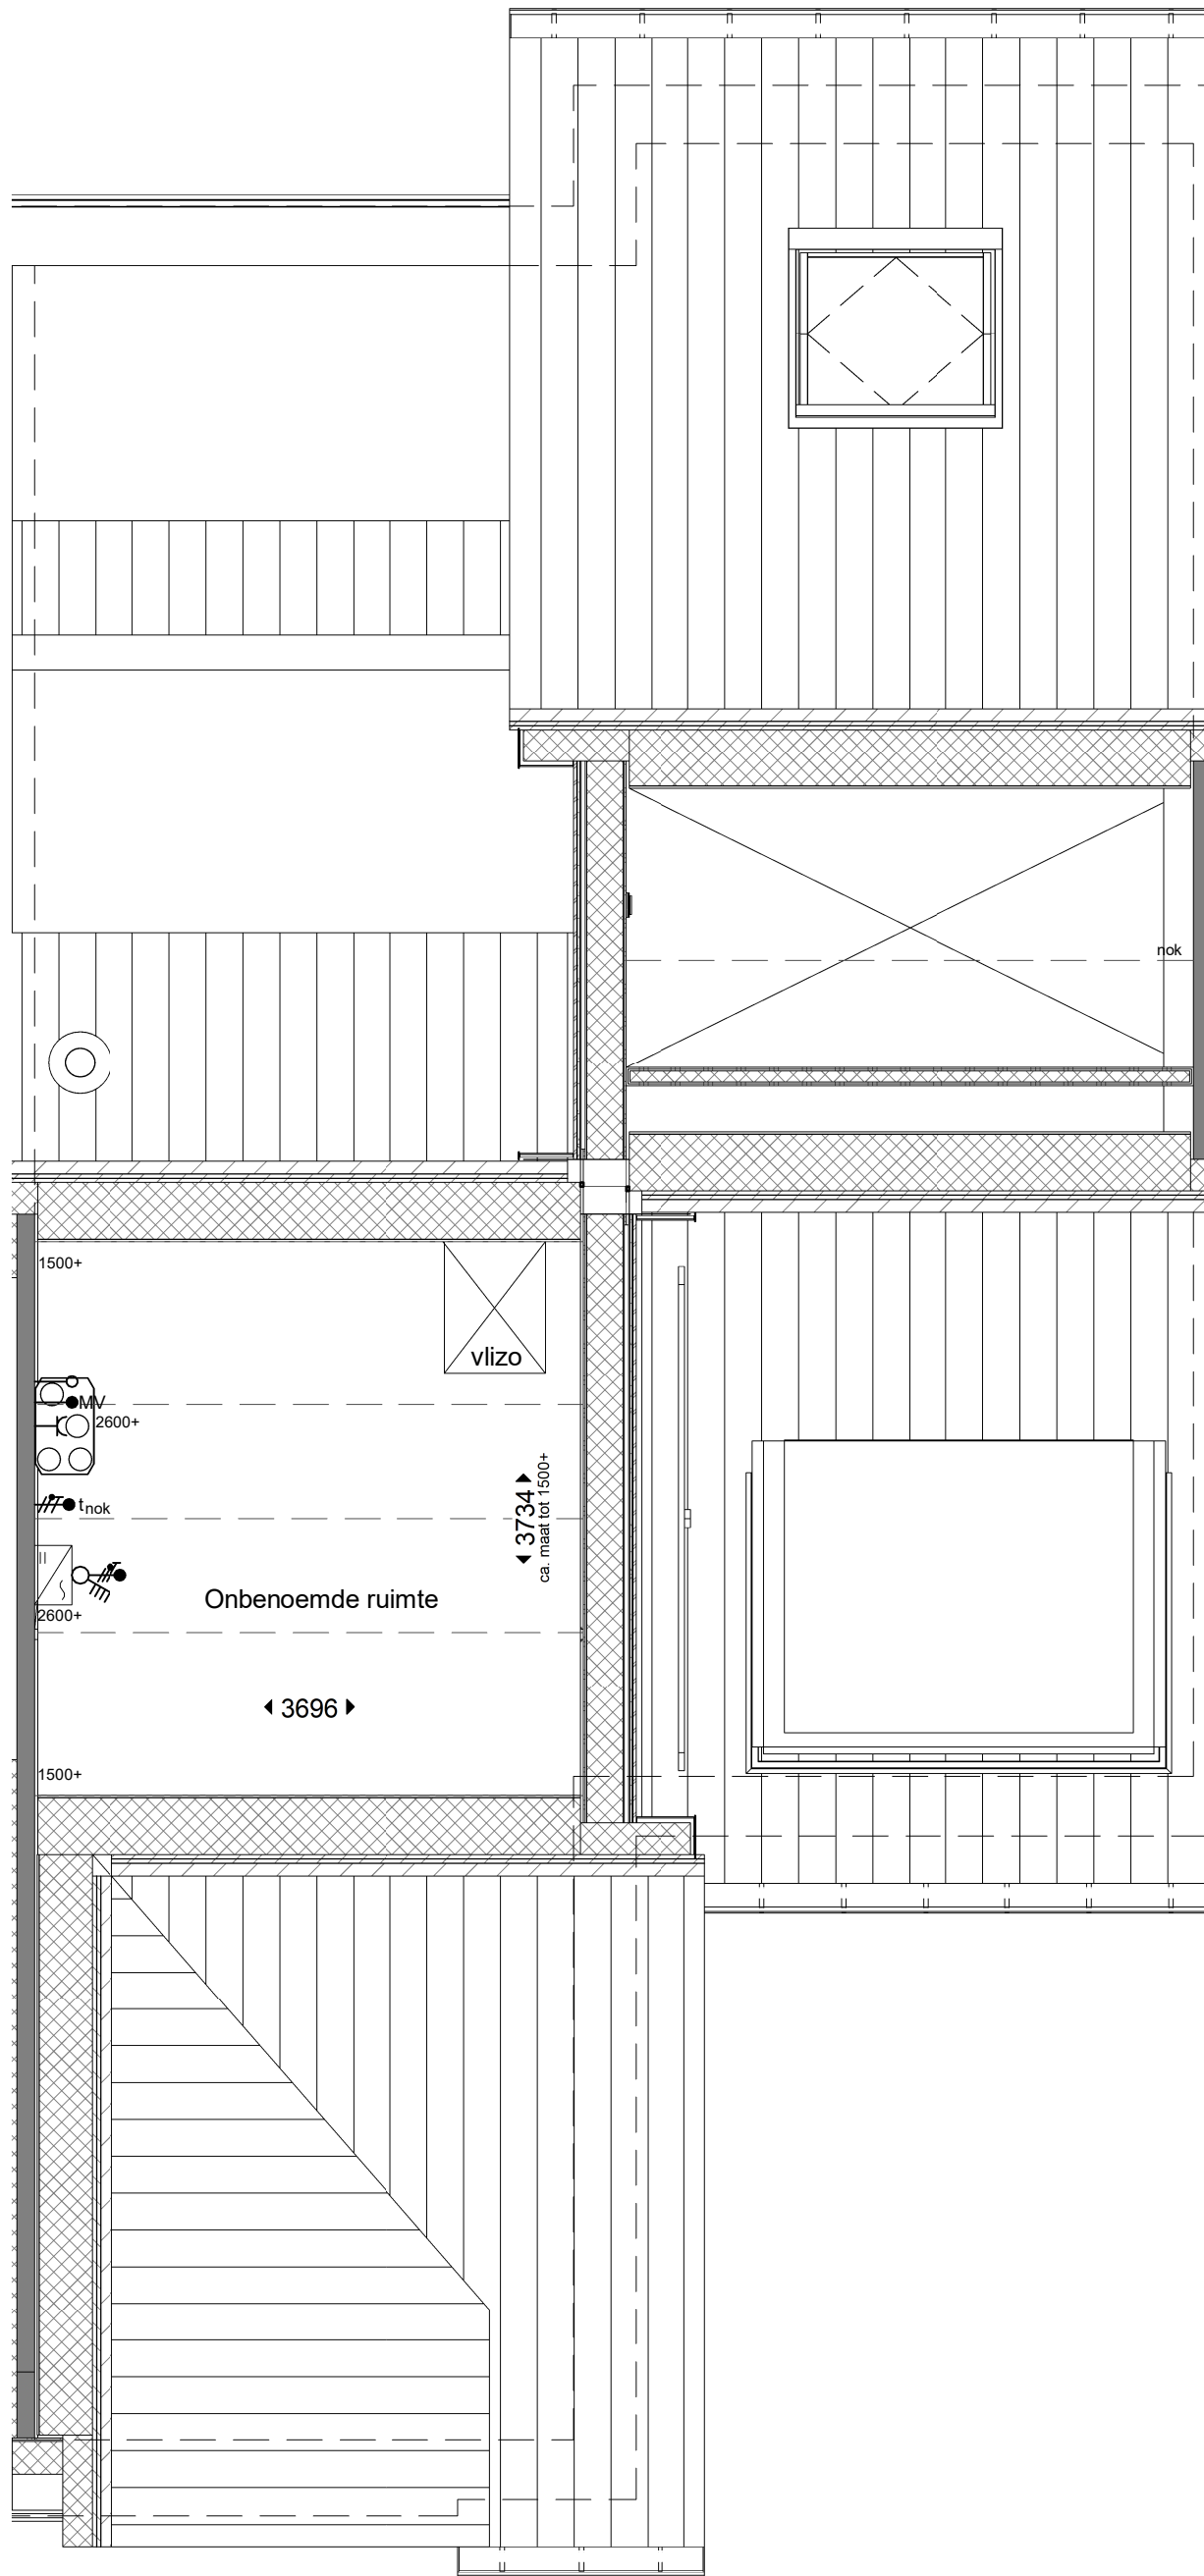 nok
1500+
vlizo
MV
2600+
3734
ca. maat tot 1500+
t nok
Onbenoemde ruimte
2600+
3696
1500+